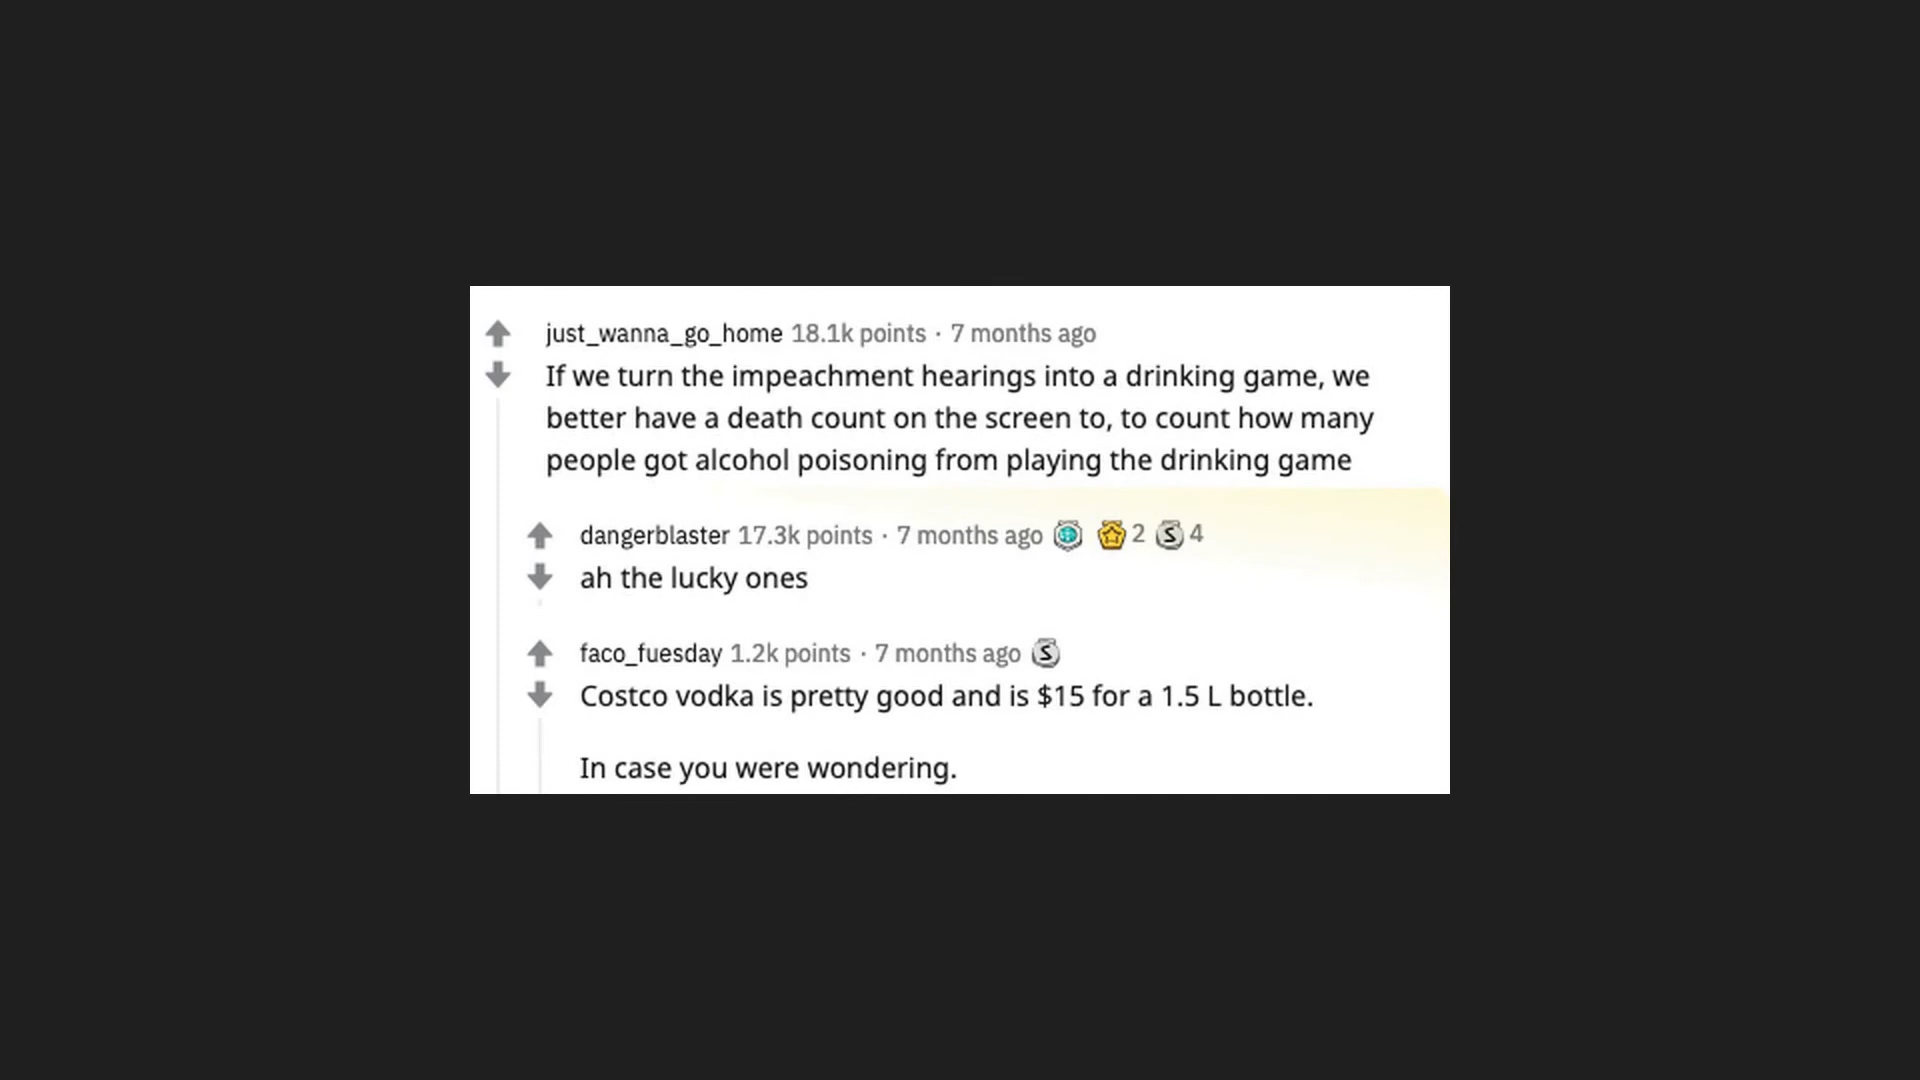 just_wanna_go_home 18.1k points · 7 months ago
If we turn the impeachment hearings into a drinking game, we
better have a death count on the screen to, to count how many
people got alcohol poisoning from playing the drinking game
dangerblaster 17.3k points · 7 months ago 2 S 4
ah the lucky ones
faco_fuesday 1.2k points · 7 months ago S
Costco vodka is pretty good and is $15 for a 1.5 L bottle.
In case you were wondering.